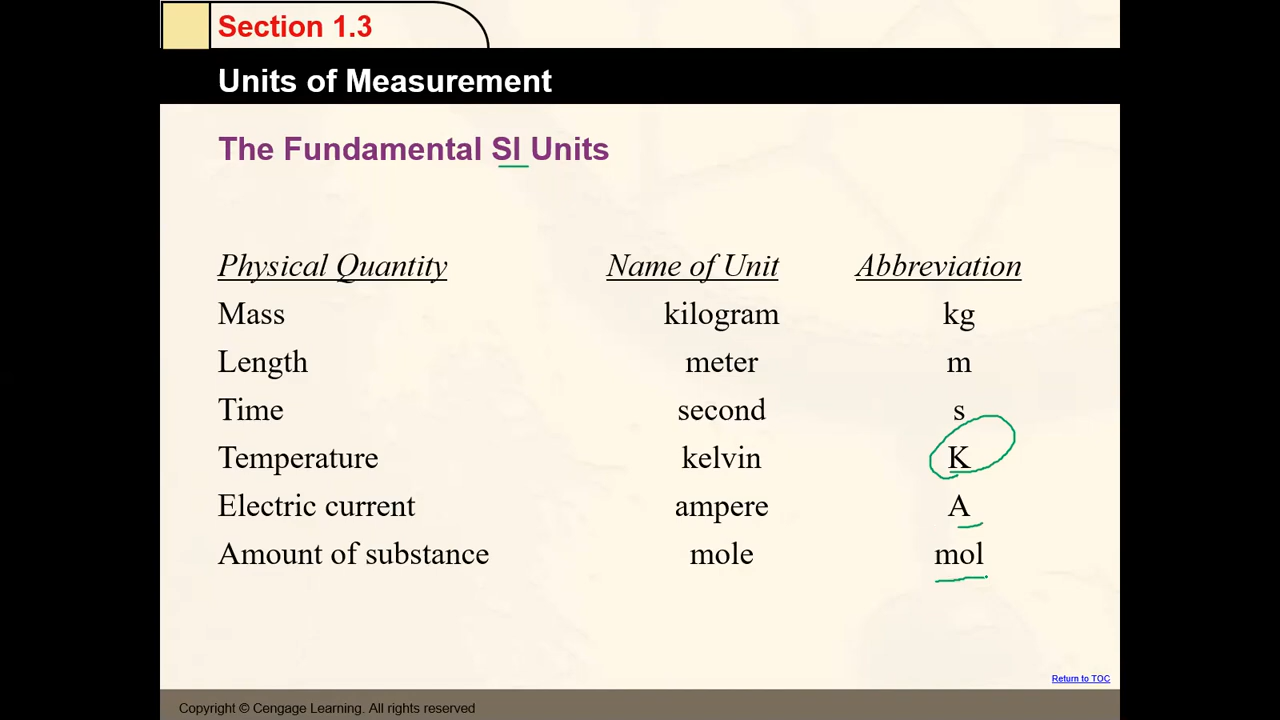 Section 1.3
Units of Measurement
The Fundamental SI Units
Physical Quantity Name of Unit Abbreviation
Mass kilogram kg
Length meter m
Time second s
Temperature kelvin K
Electric current ampere A
Amount of substance mole mol
Return to TOC
Copyright © Cengage Learning. All rights reserved